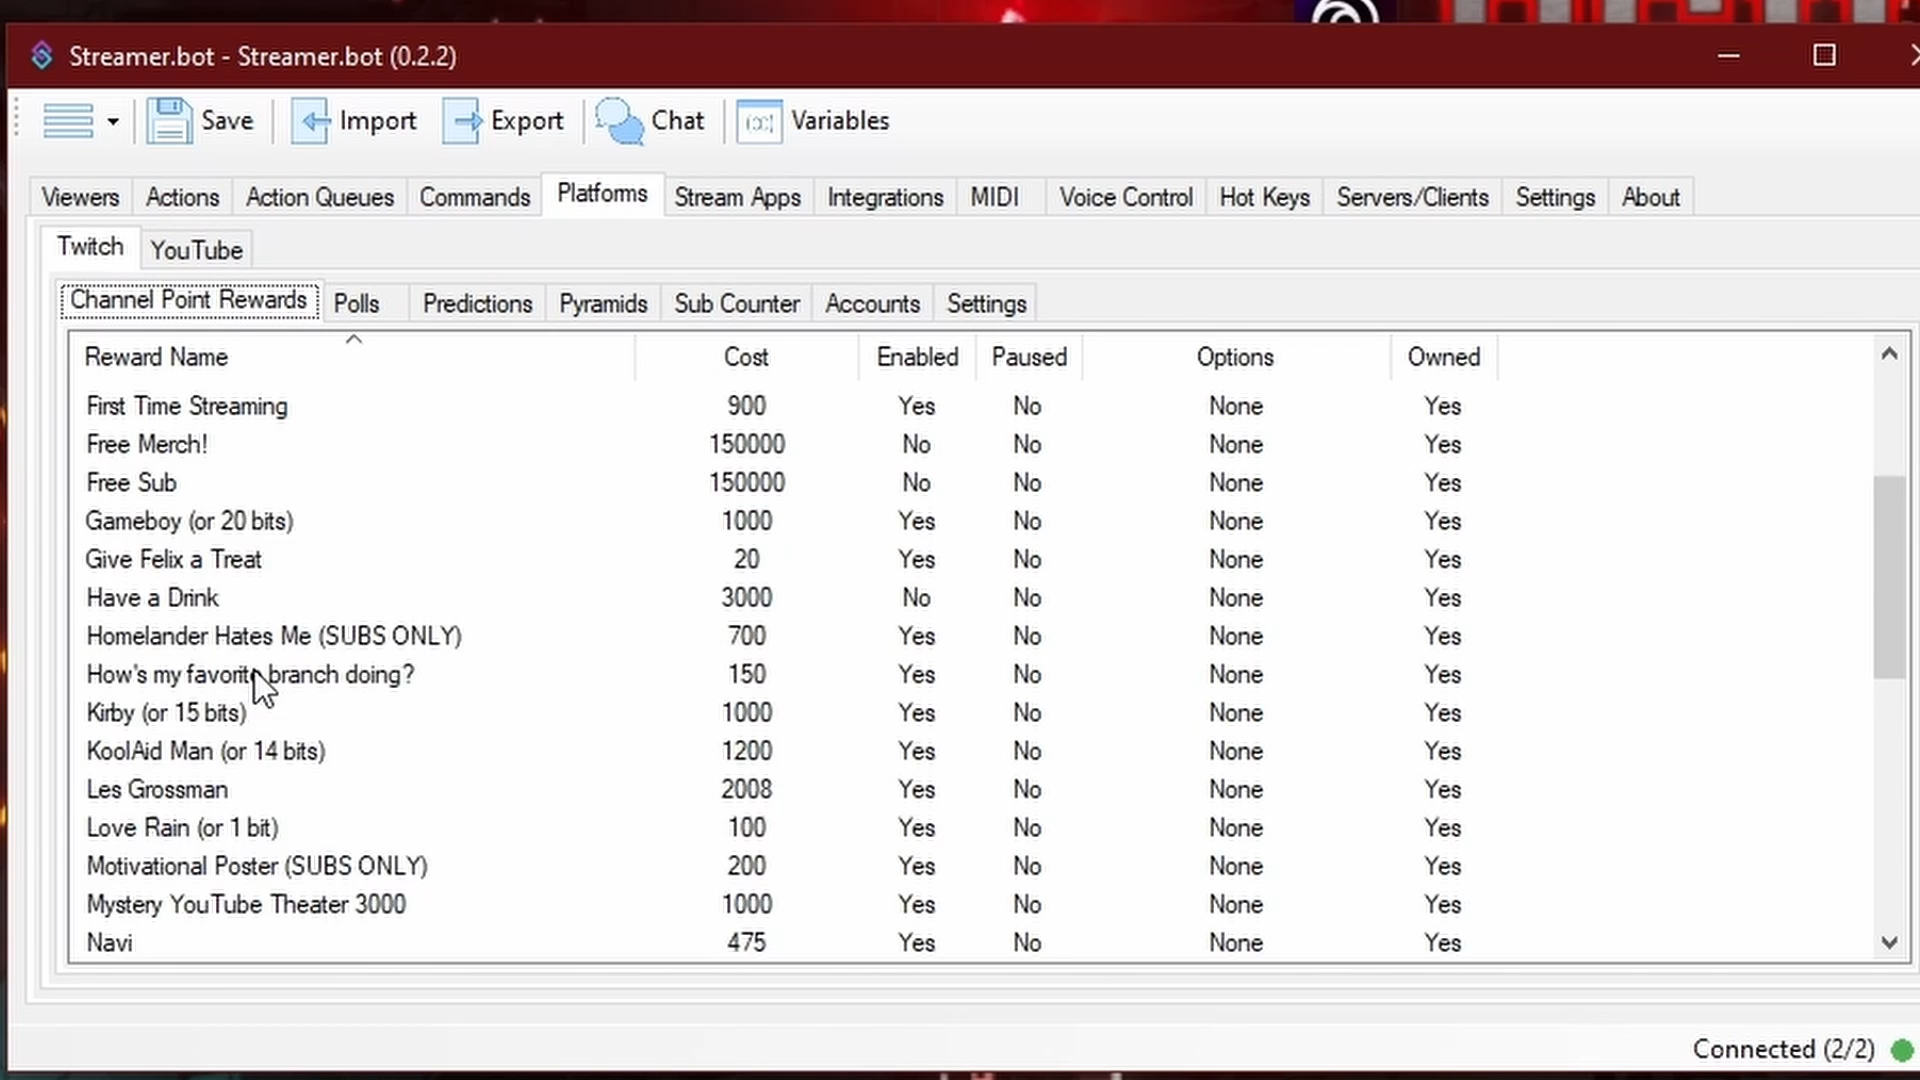 Streamer.bot - Streamer.bot (0.2.2)
Save Import Export Chat (x) Variables
Viewers Actions Action Queues Commands Platforms Stream Apps Integrations MIDI Voice Control Hot Keys Servers/Clients Settings About
Twitch YouTube
Channel Point Rewards Polls Predictions Pyramids Sub Counter Accounts Settings
Reward Name Cost Enabled Paused Options Owned
First Time Streaming 900 Yes No None Yes
Free Merch! 150000 No No None Yes
Free Sub 150000 No No None Yes
Gameboy (or 20 bits) 1000 Yes No None Yes
Give Felix a Treat 20 Yes No None Yes
Have a Drink 3000 No No None Yes
Homelander Hates Me (SUBS ONLY) 700 Yes No None Yes
How's my favorite branch doing? 150 Yes No None Yes
Kirby (or 15 bits) 1000 Yes No None Yes
KoolAid Man (or 14 bits) 1200 Yes No None Yes
Les Grossman 2008 Yes No None Yes
Love Rain (or 1 bit) 100 Yes No None Yes
Motivational Poster (SUBS ONLY) 200 Yes No None Yes
Mystery YouTube Theater 3000 1000 Yes No None Yes
Navi 475 Yes No None Yes
Connected (2/2)